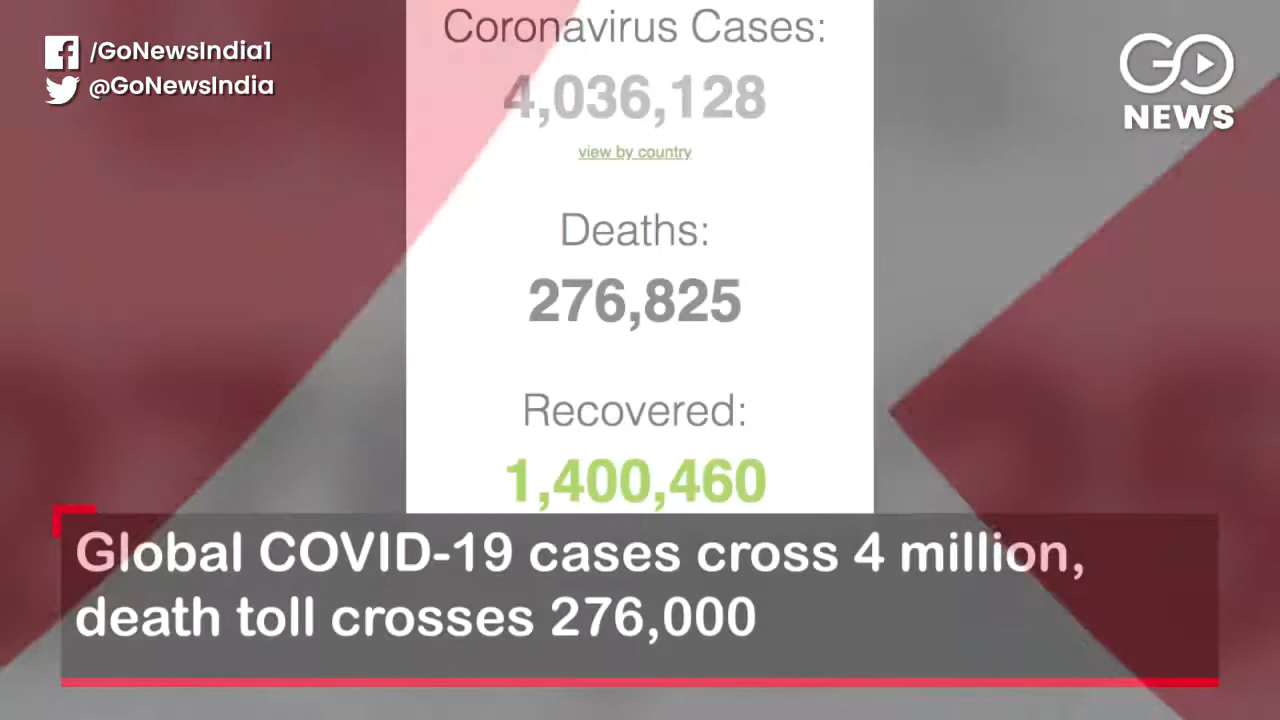 /GoNewsIndia1
@GoNewsIndia
GO
NEWS
Coronavirus Cases:
4,036,128
view by country
Deaths:
276,825
Recovered:
1,400,460
Global COVID-19 cases cross 4 million,
death toll crosses 276,000